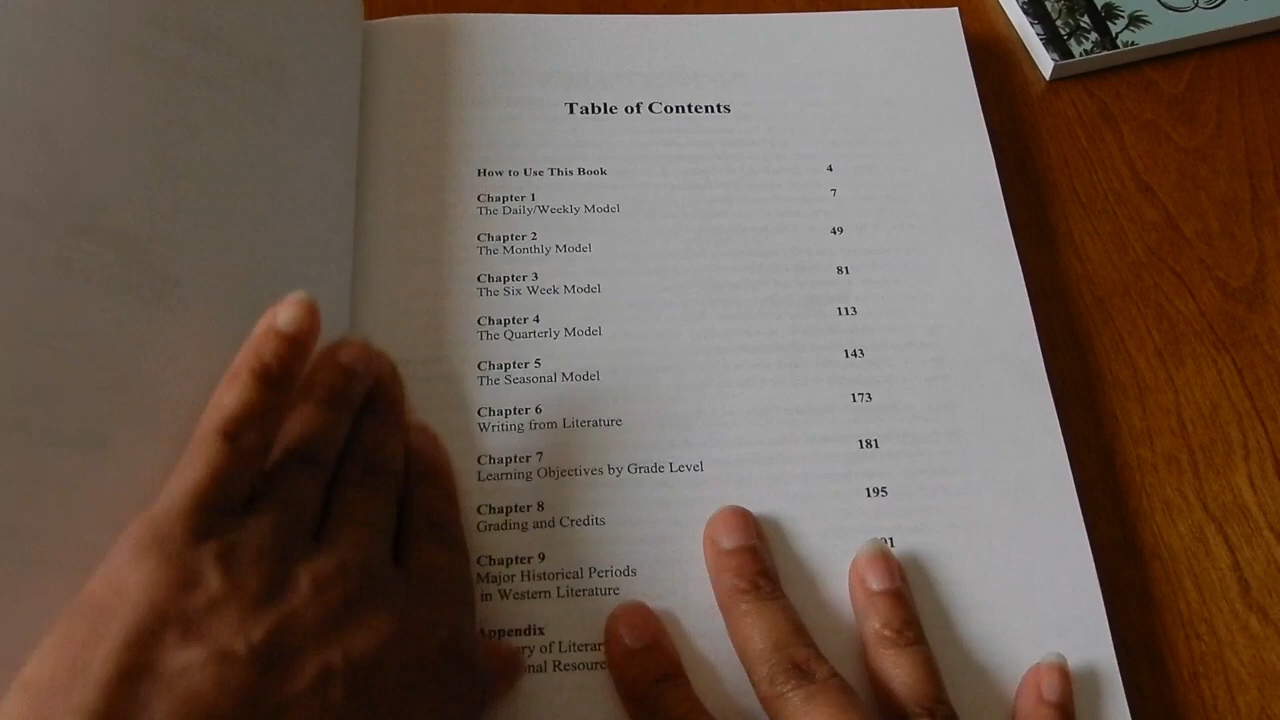 Table of Contents
How to Use This Book 4
Chapter 1 7
The Daily/Weekly Model
Chapter 2 49
The Monthly Model
Chapter 3 81
The Six Week Model
Chapter 4 113
The Quarterly Model
Chapter 5 143
The Seasonal Model
Chapter 6 173
Writing from Literature
Chapter 7 181
Learning Objectives by Grade Level
Chapter 8 195
Grading and Credits
Chapter 9
Major Historical Periods
in Western Literature
Appendix
of